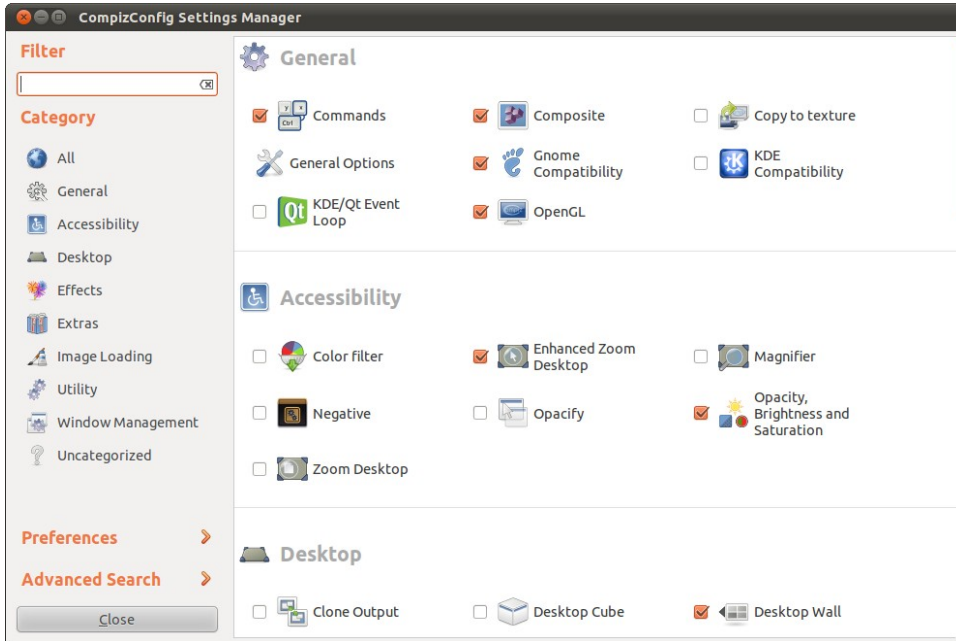 CompizConfig Settings Manager
Filter
Category
All
General
Accessibility
Desktop
Effects
Extras
Image Loading
Utility
Window Management
Uncategorized
Preferences
Advanced Search
Close
General
Commands
Composite
Copy to texture
General Options
Gnome
Compatibility
KDE
Compatibility
KDE/Qt Event
Loop
OpenGL
Accessibility
Color filter
Enhanced Zoom
Desktop
Magnifier
Negative
Opacify
Opacity,
Brightness and
Saturation
Zoom Desktop
Desktop
Clone Output
Desktop Cube
Desktop Wall